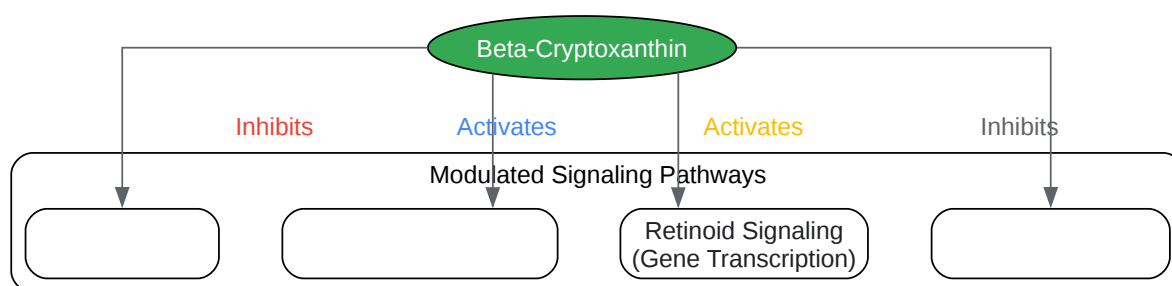 Beta-Cryptoxanthin
Inhibits
Activates
Activates
Inhibits
Modulated Signaling Pathways
Retinoid Signaling
(Gene Transcription)